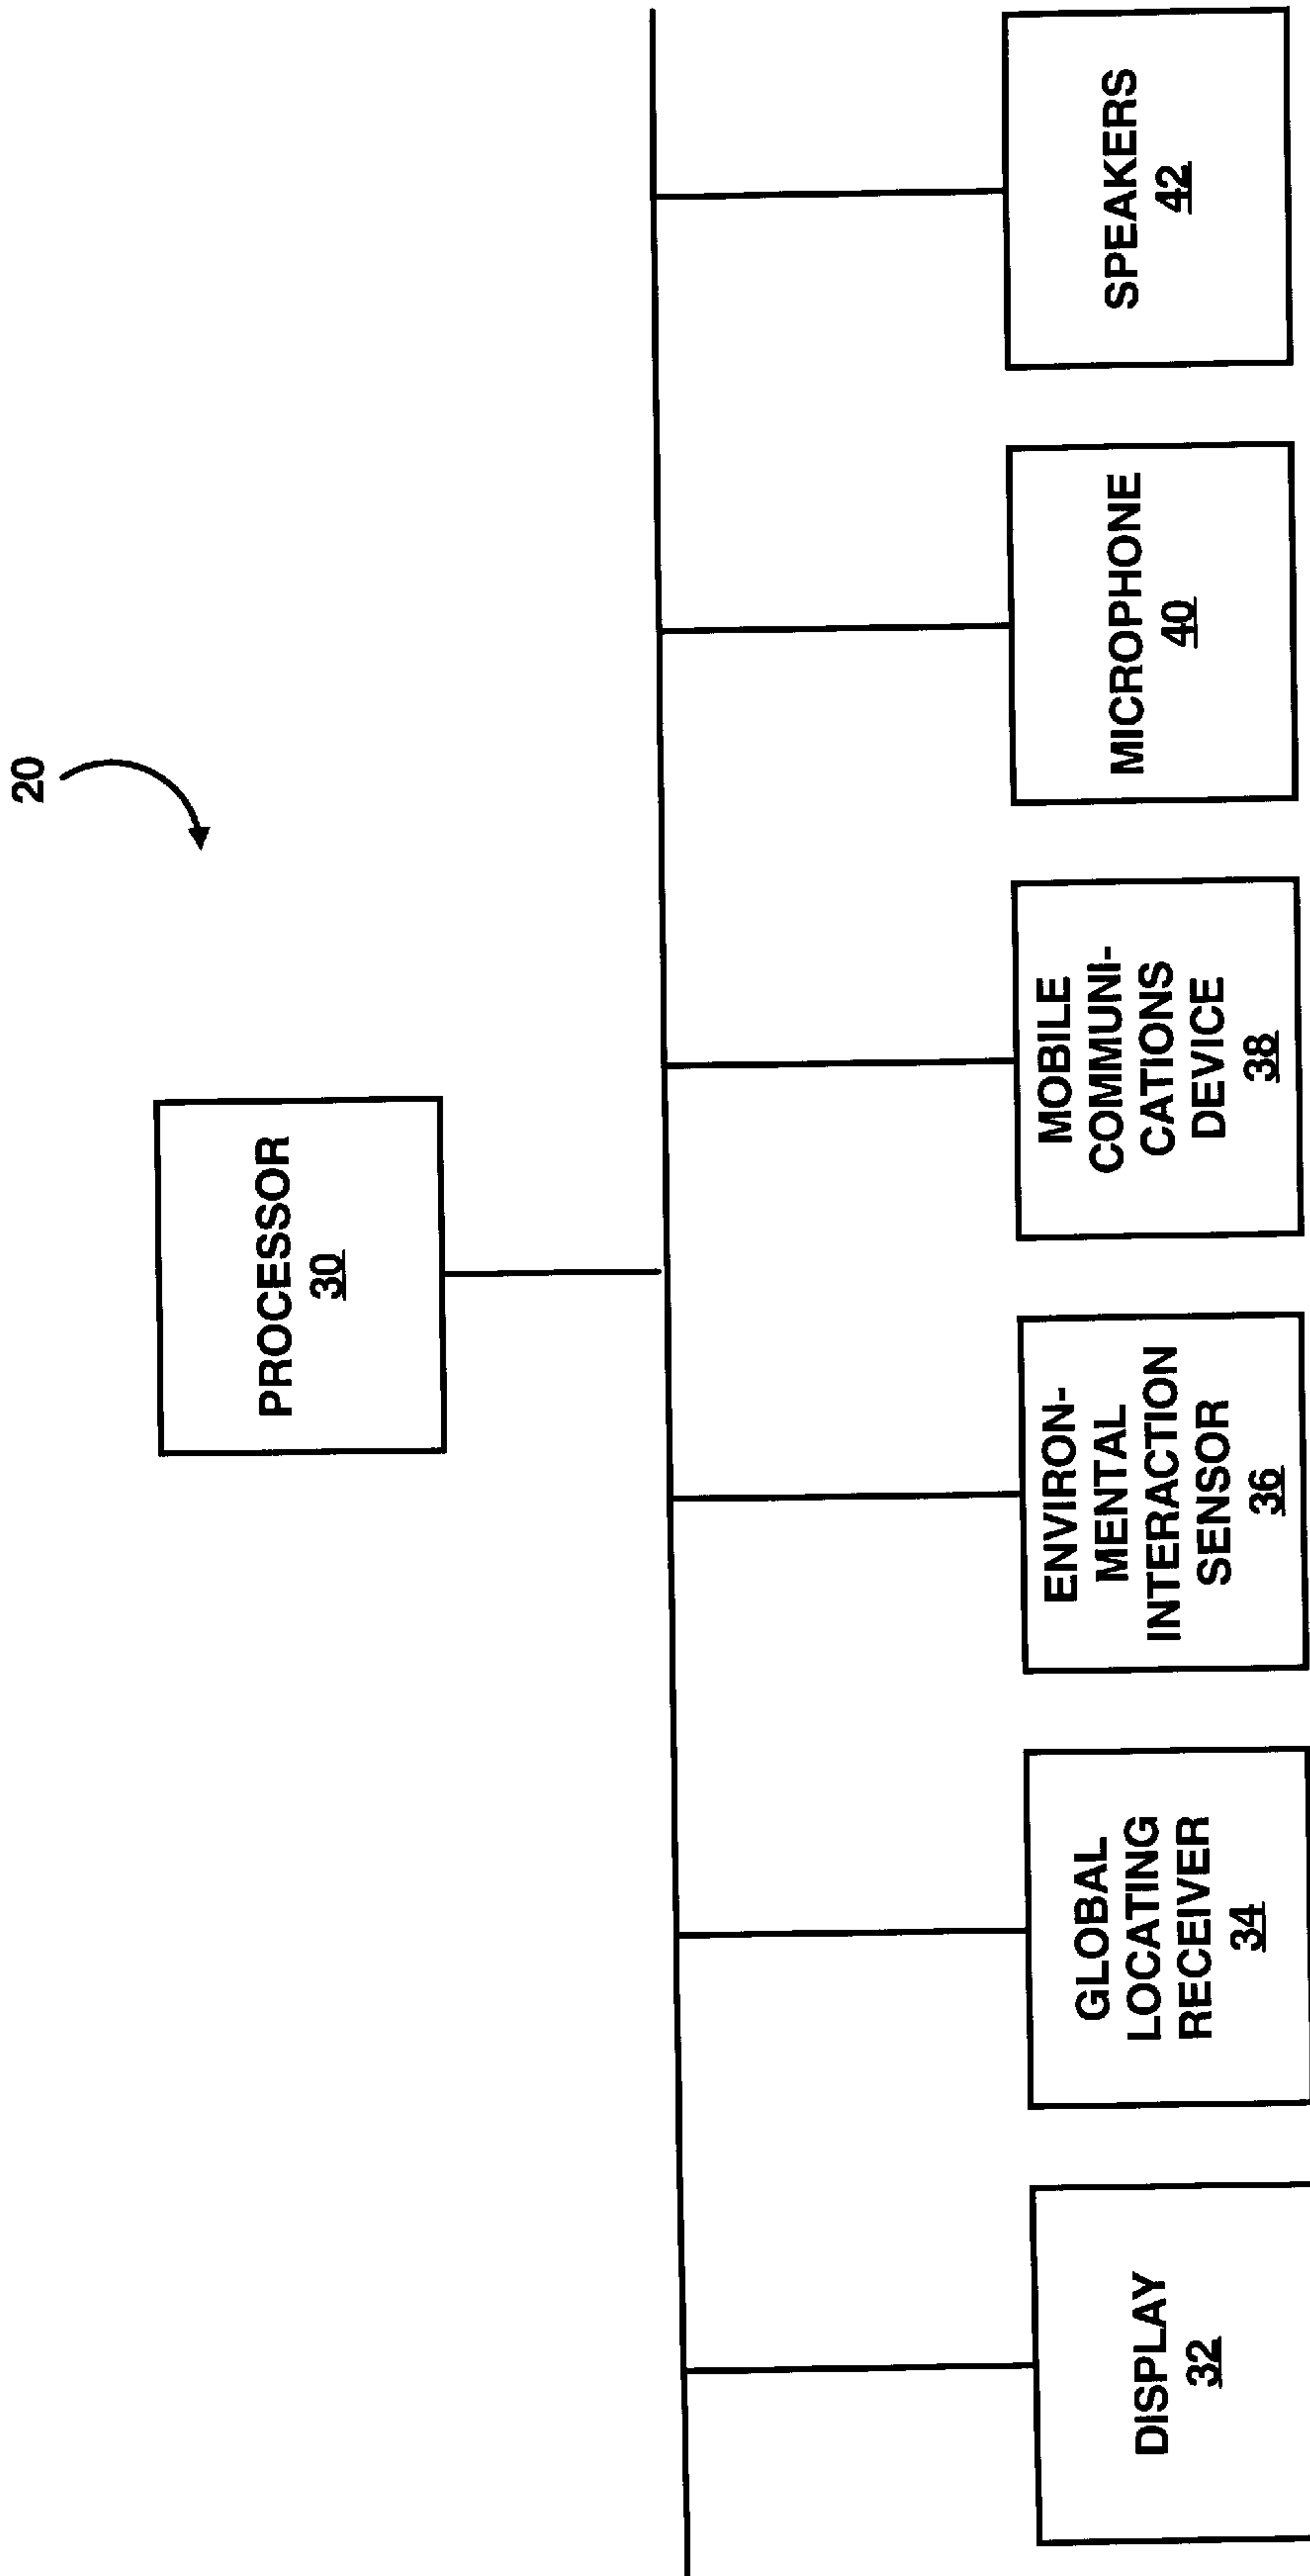 20
PROCESSOR
30
DISPLAY
32
GLOBAL
LOCATING
RECEIVER
34
ENVIRON-
MENTAL
INTERACTION
SENSOR
36
MOBILE
COMMUNI-
CATIONS
DEVICE
38
MICROPHONE
40
SPEAKERS
42